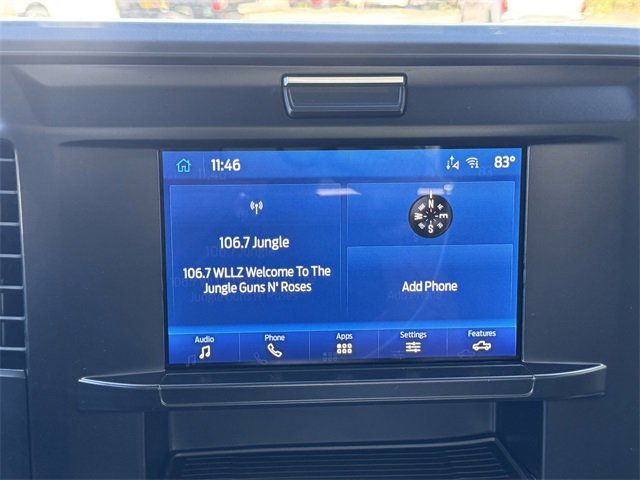 11:46
83°
106.7 Jungle
106.7 WLLZ Welcome To The
Jungle Guns N' Roses
N
W E
S
Add Phone
Audio
Phone
Apps
Settings
Features